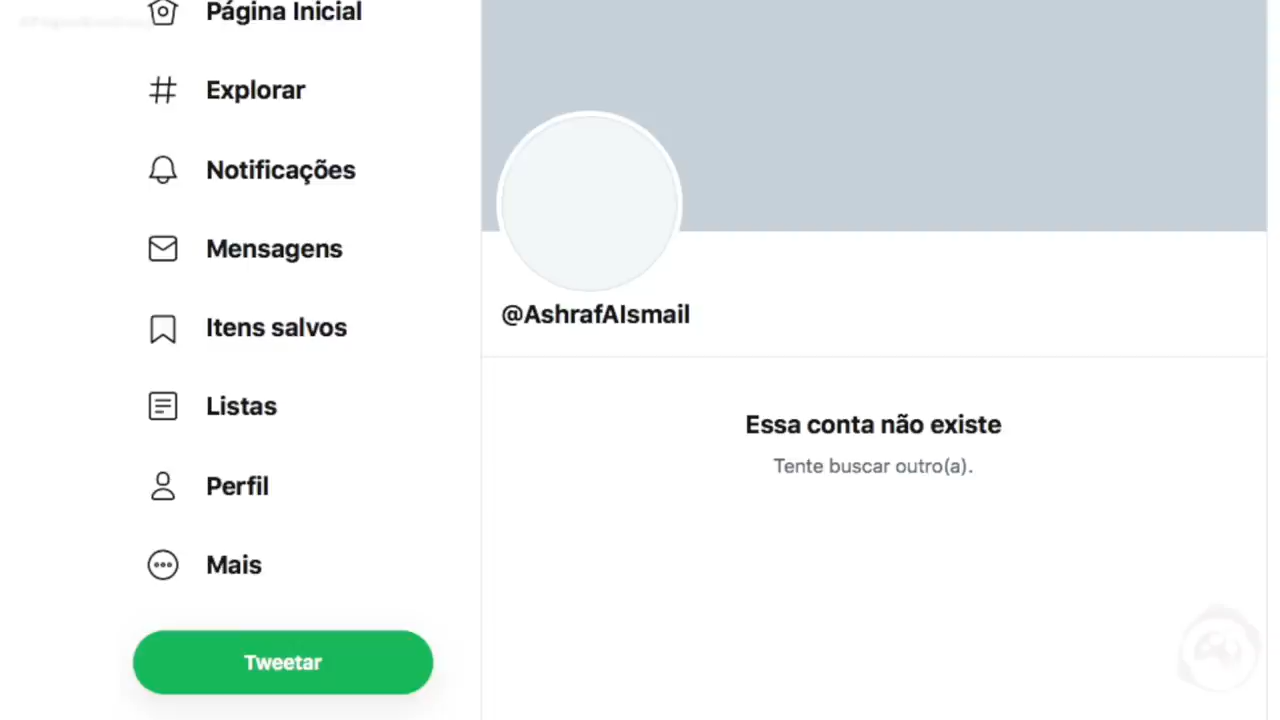 Página Inicial
Explorar
Notificações
Mensagens
Itens salvos
Listas
Perfil
Mais
Tweetar
@AshrafAIsmail
Essa conta não existe
Tente buscar outro(a).